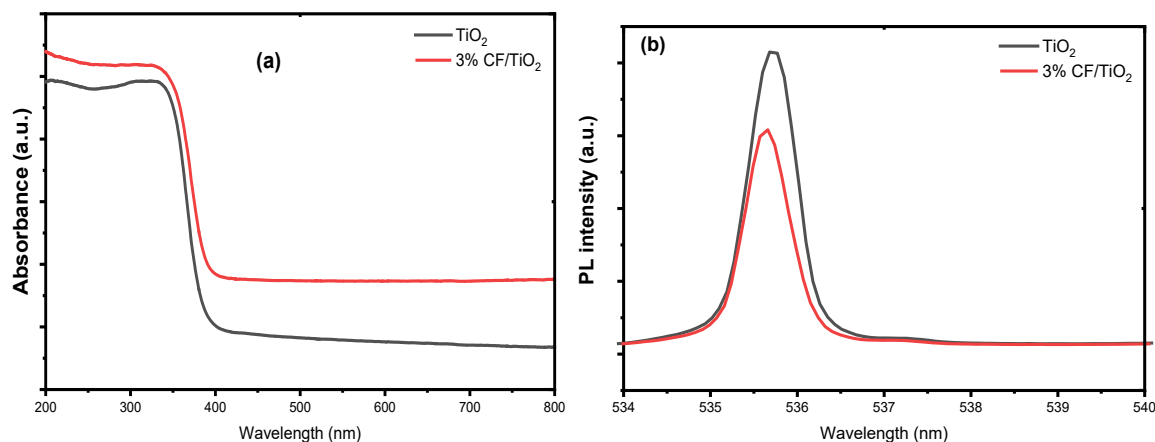 (a)
TiO₂
3% CF/TiO₂
Absorbance (a.u.)
200 300 400 500 600 700 800
Wavelength (nm)
(b)
TiO₂
3% CF/TiO₂
PL intensity (a.u.)
534 535 536 537 538 539 540
Wavelength (nm)